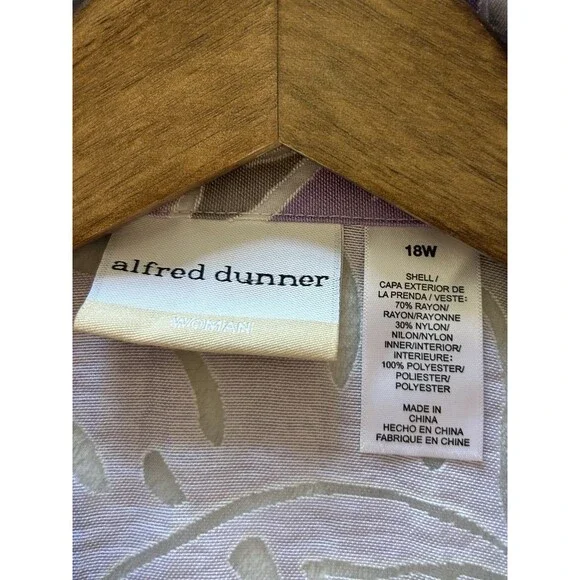 alfred dunner
WOMAN
18W
SHELL/
CAPA EXTERIOR DE
LA PRENDA / VESTE:
70% RAYON/
RAYON/RAYONNE
30% NYLON/
NILON/NYLON
INNER/INTERIOR/
INTERIEURE:
100% POLYESTER/
POLIESTER/
POLYESTER
MADE IN
CHINA
HECHO EN CHINA
FABRIQUE EN CHINE